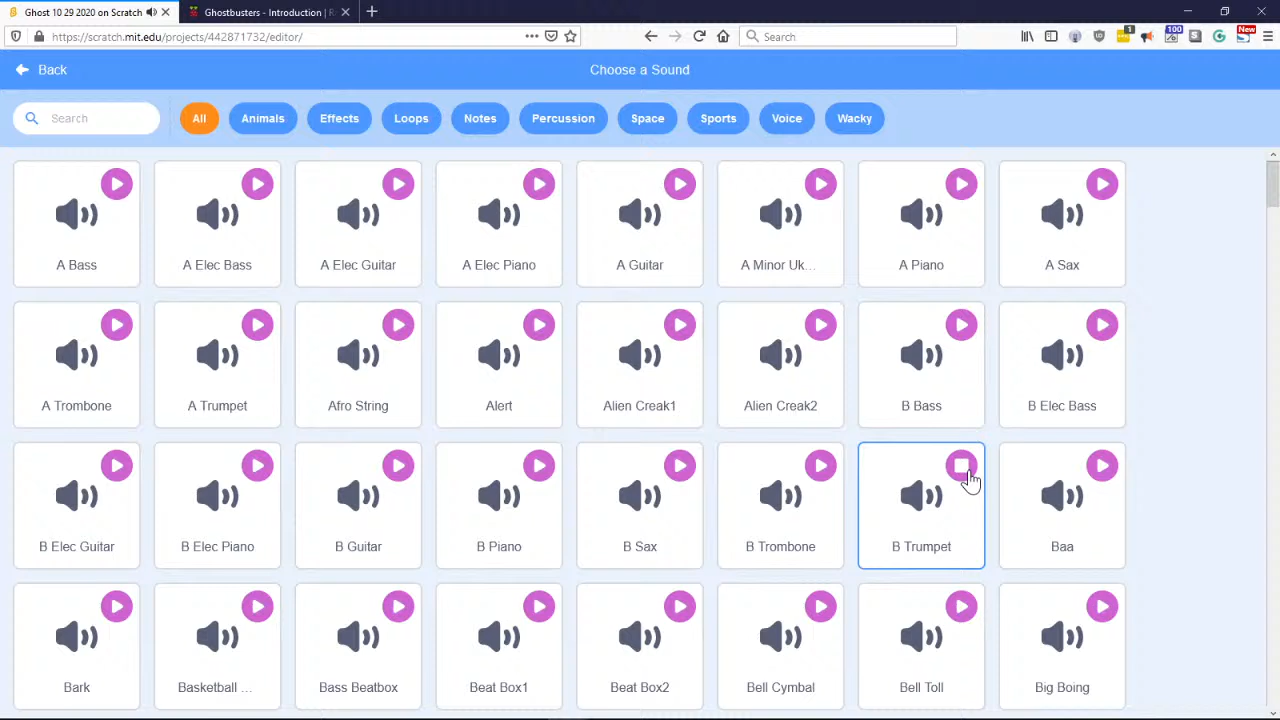 Ghost 10 29 2020 on Scratch
Ghostbusters - Introduction | R
https://scratch.mit.edu/projects/442871732/editor/
Search
1
100
New
Back
Choose a Sound
Search
All
Animals
Effects
Loops
Notes
Percussion
Space
Sports
Voice
Wacky
A Bass
A Elec Bass
A Elec Guitar
A Elec Piano
A Guitar
A Minor Uk...
A Piano
A Sax
A Trombone
A Trumpet
Afro String
Alert
Alien Creak1
Alien Creak2
B Bass
B Elec Bass
B Elec Guitar
B Elec Piano
B Guitar
B Piano
B Sax
B Trombone
B Trumpet
Baa
Bark
Basketball ...
Bass Beatbox
Beat Box1
Beat Box2
Bell Cymbal
Bell Toll
Big Boing